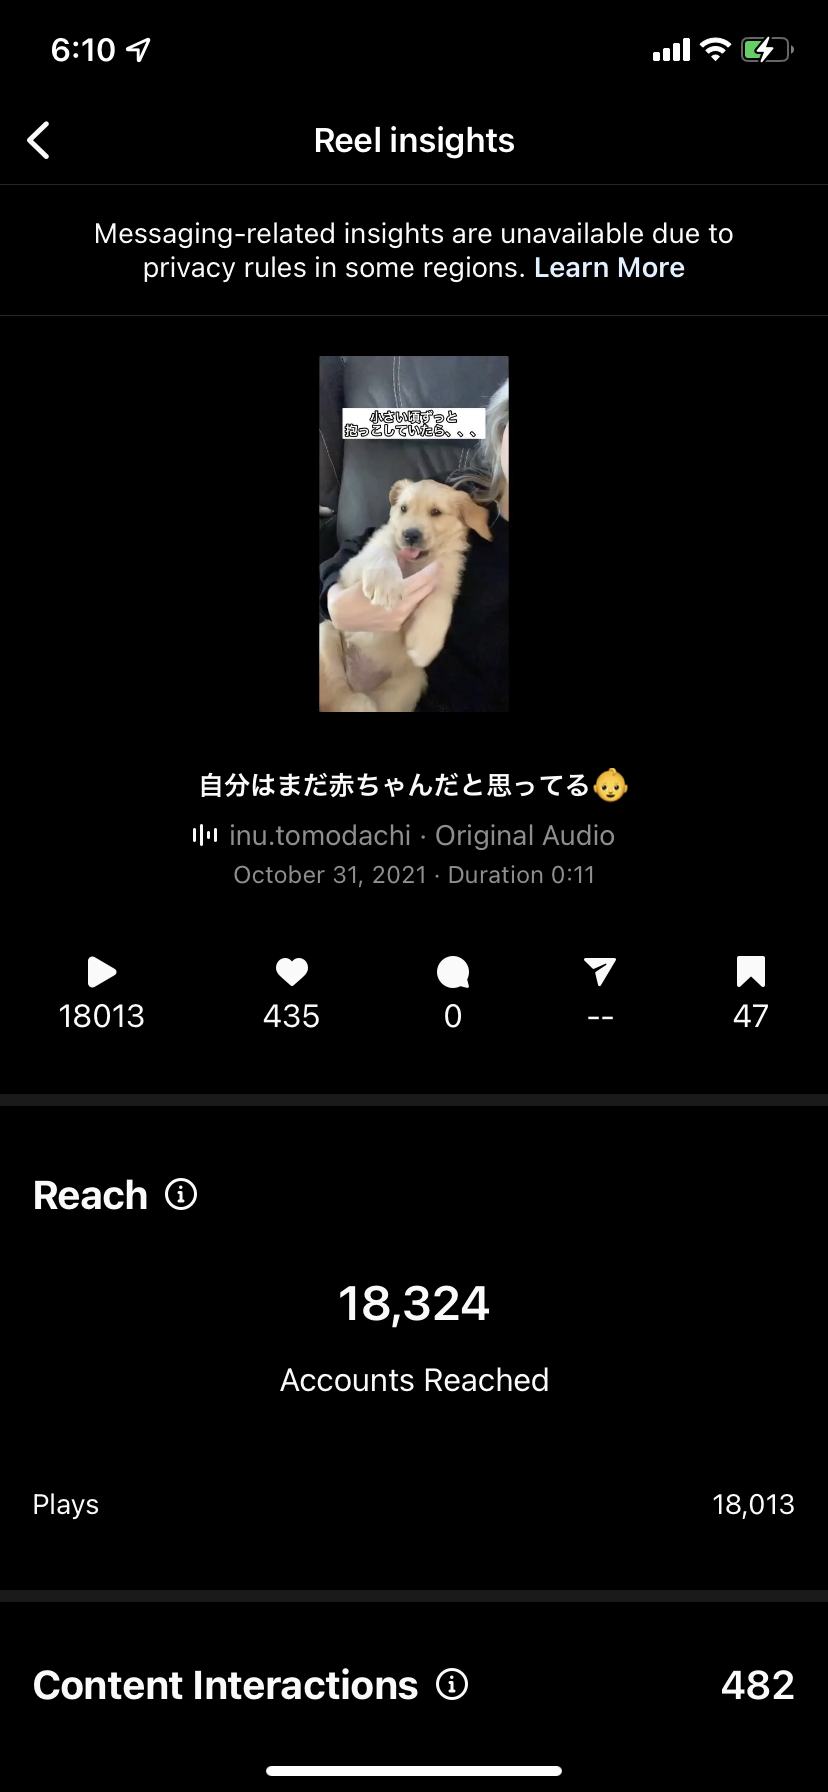 6:10
Reel insights
Messaging-related insights are unavailable due to
privacy rules in some regions. Learn More
小さい頃ずっと
抱っこしていたら、、、
自分はまだ赤ちゃんだと思ってる👶
inu.tomodachi · Original Audio
October 31, 2021 · Duration 0:11
18013 435 0 -- 47
Reach
18,324
Accounts Reached
Plays 18,013
Content Interactions 482